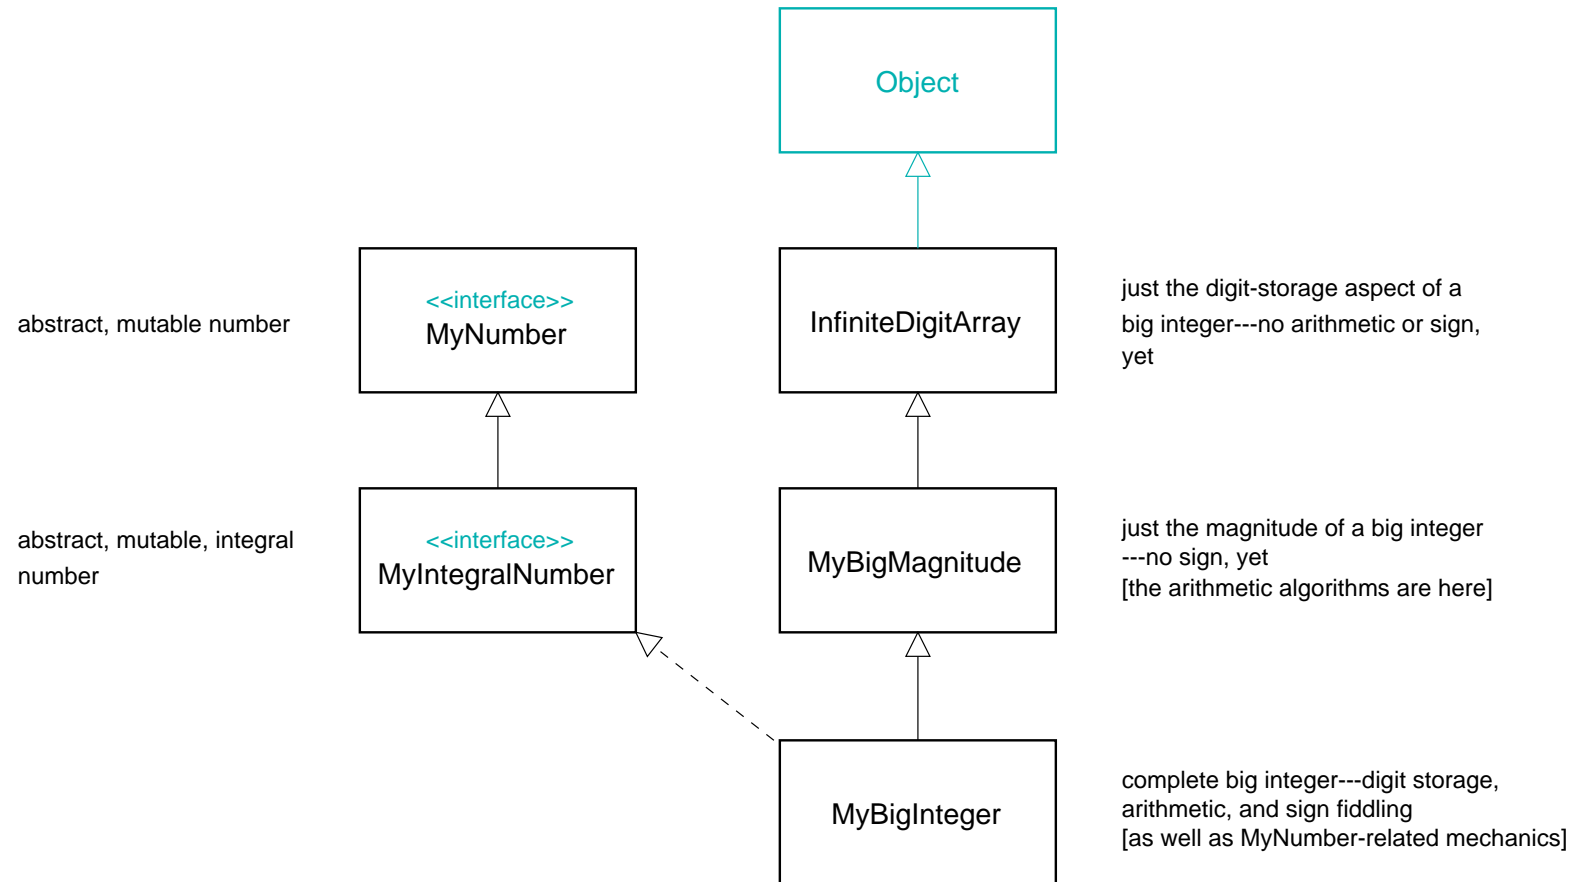 Object
abstract, mutable number
<<interface>>
MyNumber
InfiniteDigitArray
just the digit-storage aspect of a
big integer---no arithmetic or sign,
yet
abstract, mutable, integral
number
<<interface>>
MyIntegralNumber
MyBigMagnitude
just the magnitude of a big integer
---no sign, yet
[the arithmetic algorithms are here]
MyBigInteger
complete big integer---digit storage,
arithmetic, and sign fiddling
[as well as MyNumber-related mechanics]